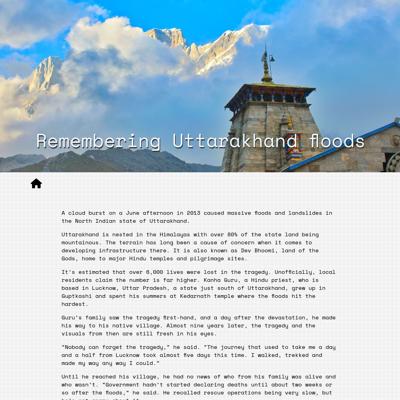 Remembering Uttarakhand floods
A cloud burst on a June afternoon in 2013 caused massive floods and landslides in
the North Indian state of Uttarakhand.
Uttarakhand is nested in the Himalayas with over 80% of the state land being
mountainous. The terrain has long been a cause of concern when it comes to
developing infrastructure there. It is also known as Dev Bhoomi, land of the
Gods, home to major Hindu temples and pilgrimage sites.
It's estimated that over 6,000 lives were lost in the tragedy. Unofficially, local
residents claim the number is far higher. Kanha Guru, a Hindu priest, who is
based in Lucknow, Uttar Pradesh, a state just south of Uttarakhand, grew up in
Guptkashi and spent his summers at Kedarnath temple where the floods hit the
hardest.
Guru's family saw the tragedy first-hand, and a day after the devastation, he made
his way to his native village. Almost nine years later, the tragedy and the
visuals from then are still fresh in his eyes.
"Nobody can forget the tragedy," he said. "The journey that used to take me a day
and a half from Lucknow took almost five days this time. I walked, trekked and
made my way any way I could."
Until he reached his village, he had no news of who from his family was alive and
who wasn't. "Government hadn't started declaring deaths until about two weeks or
so after the floods," he said. He recalled rescue operations being very slow, but